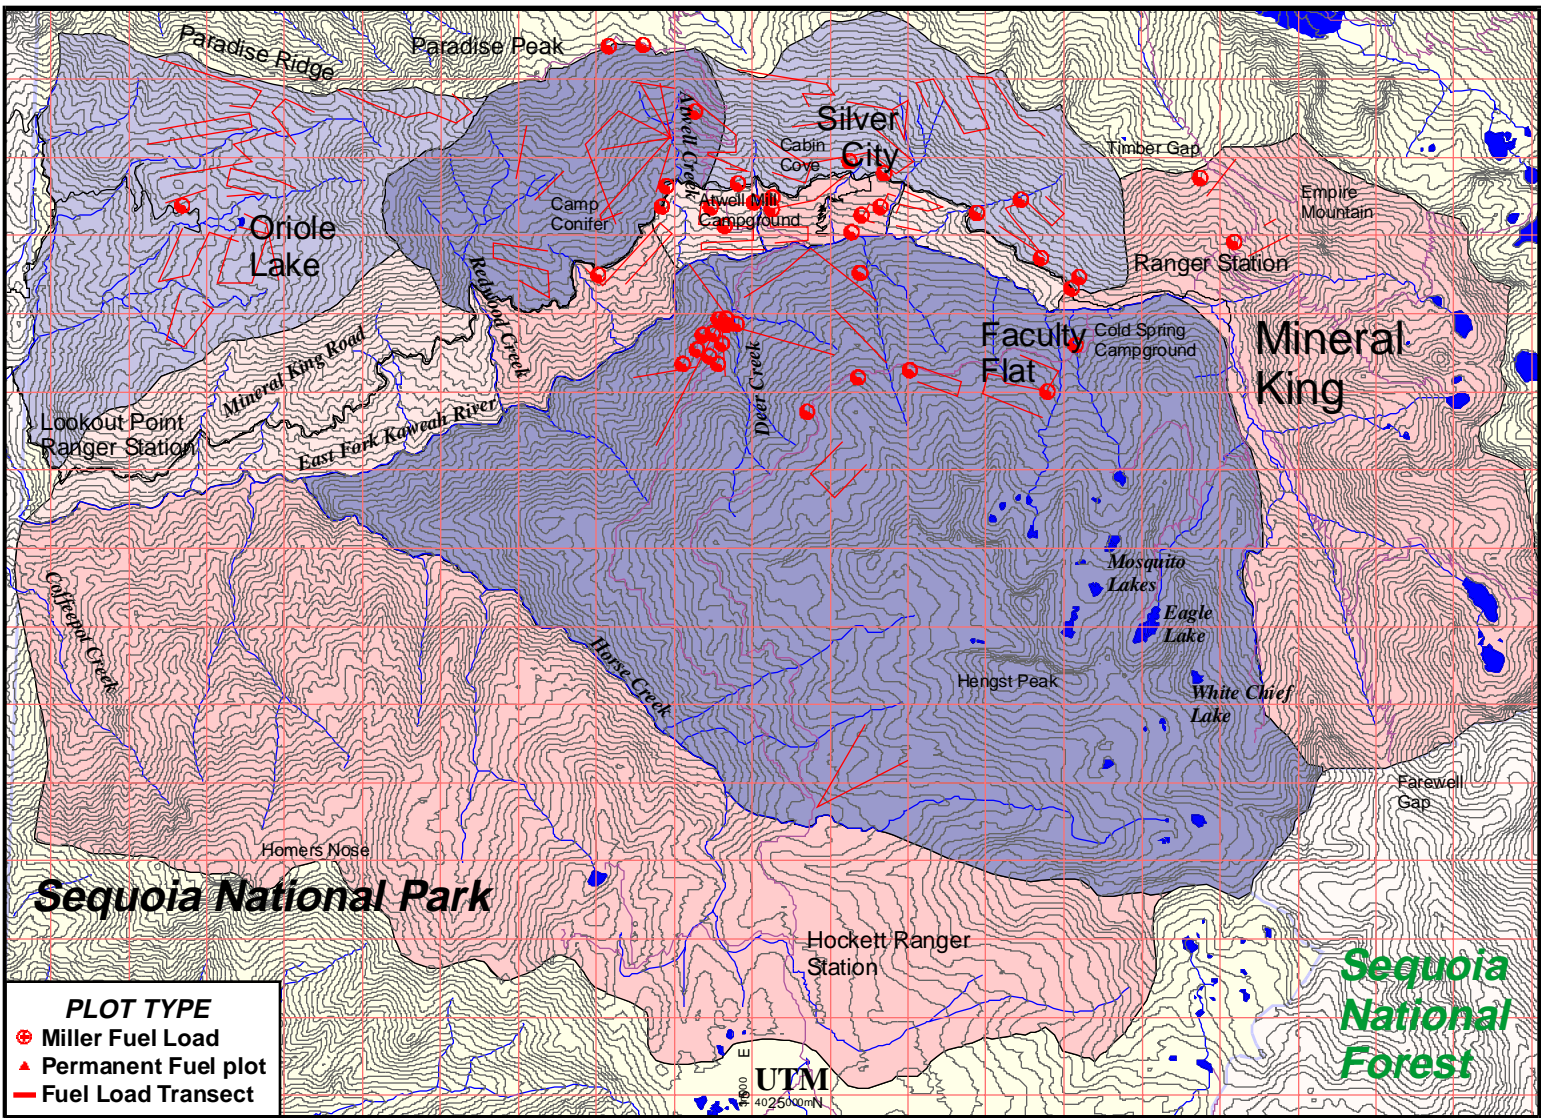 Paradise Ridge
Paradise Peak
Atwell Creek
Silver
City
Cabin
Cove
Timber Gap
Empire
Mountain
Camp
Conifer
Atwell Mill
Campground
Oriole
Lake
Ranger Station
Redwood Creek
Mineral King Road
Deer Creek
Faculty
Flat
Cold Spring
Campground
Mineral
King
Lookout Point
Ranger Station
East Fork Kaweah River
Coffeepot Creek
Mosquito
Lakes
Eagle
Lake
Horse Creek
Hengst Peak
White Chief
Lake
Farewell
Gap
Homers Nose
Sequoia National Park
Hockett Ranger
Station
Sequoia
National
Forest
PLOT TYPE
Miller Fuel Load
Permanent Fuel plot
Fuel Load Transect
E
UTM
4025000mN